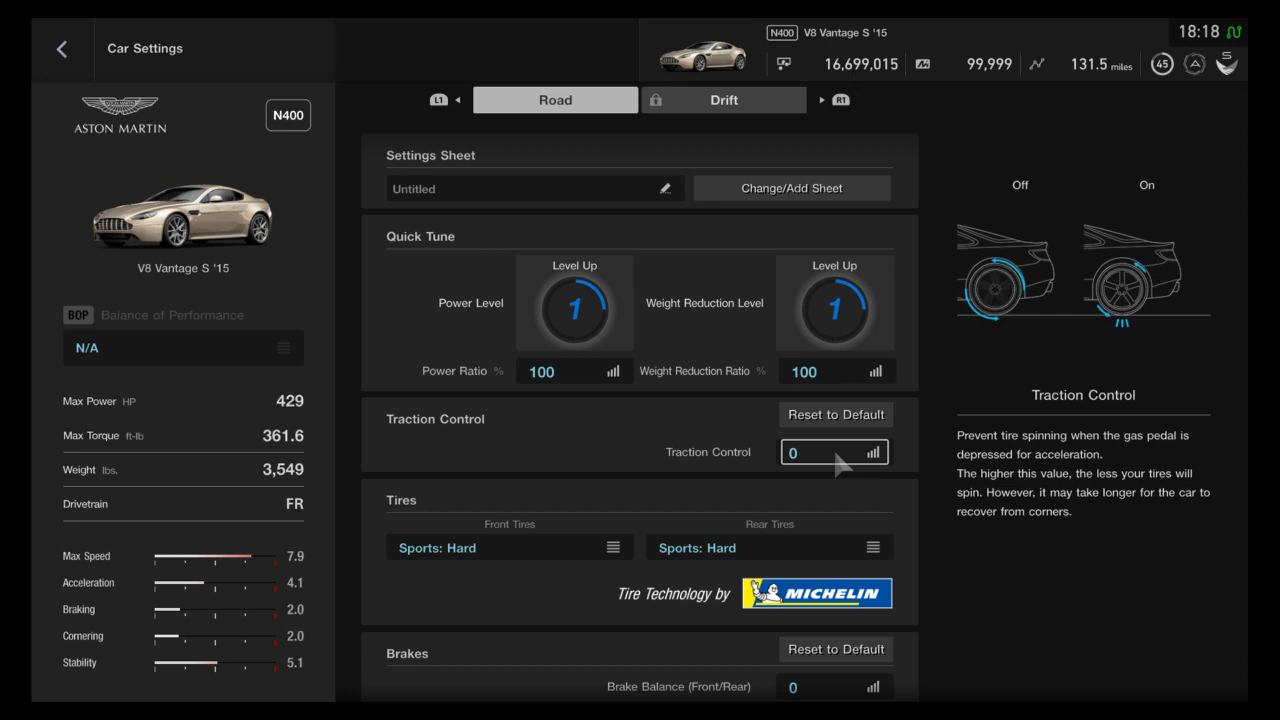 Car Settings
N400 V8 Vantage S '15
18:18
16,699,015
99,999
131.5 miles
45
S
L1
Road
Drift
R1
ASTON MARTIN
N400
V8 Vantage S '15
BOP Balance of Performance
N/A
Max Power HP 429
Max Torque ft-lb 361.6
Weight lbs. 3,549
Drivetrain FR
Max Speed 7.9
Acceleration 4.1
Braking 2.0
Cornering 2.0
Stability 5.1
Settings Sheet
Untitled
Change/Add Sheet
Quick Tune
Level Up
Level Up
Power Level 1
Weight Reduction Level 1
Power Ratio % 100
Weight Reduction Ratio % 100
Traction Control
Reset to Default
Traction Control 0
Tires
Front Tires
Rear Tires
Sports: Hard
Sports: Hard
Tire Technology by MICHELIN
Brakes
Reset to Default
Brake Balance (Front/Rear) 0
Off
On
Traction Control
Prevent tire spinning when the gas pedal is
depressed for acceleration.
The higher this value, the less your tires will
spin. However, it may take longer for the car to
recover from corners.